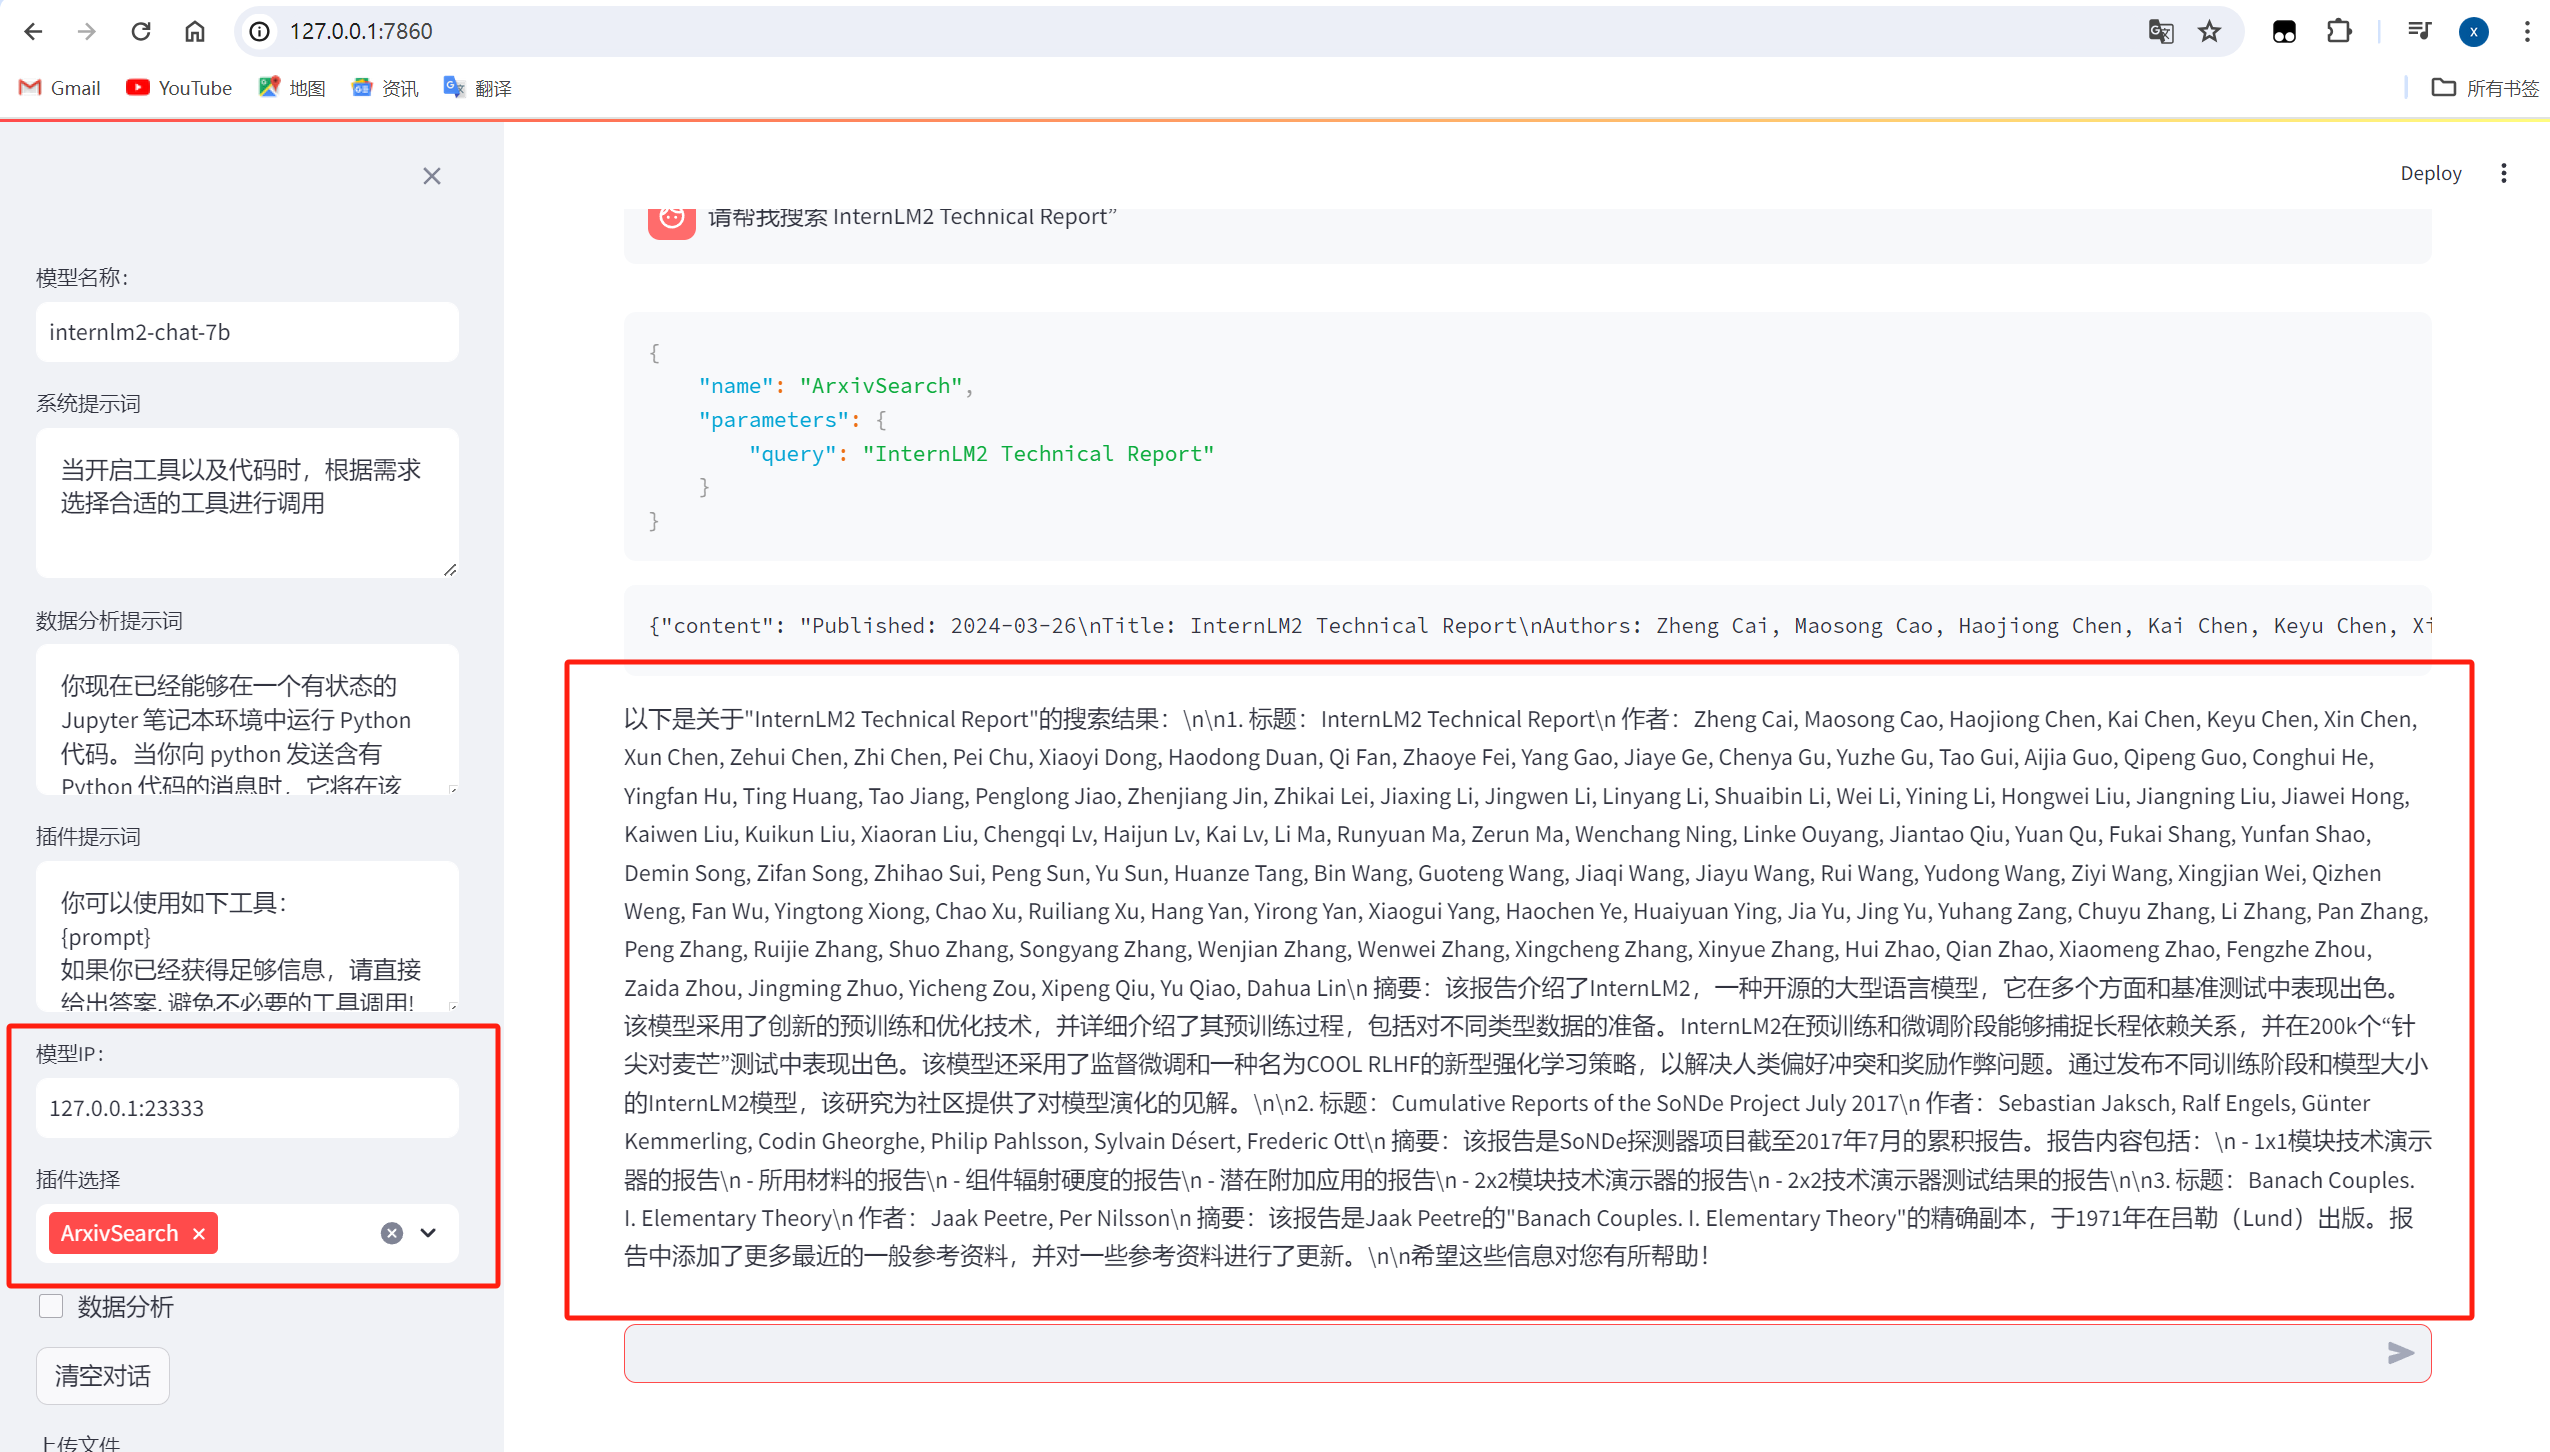 127.0.0.1:7860
x
Gmail
YouTube
地图
资讯
翻译
所有书签
Deploy
模型名称：
internlm2-chat-7b
系统提示词
当开启工具以及代码时，根据需求
选择合适的工具进行调用
数据分析提示词
你现在已经能够在一个有状态的
Jupyter 笔记本环境中运行 Python
代码。当你向 python 发送含有
Python 代码的消息时，它将在该
插件提示词
你可以使用如下工具：
{prompt}
如果你已经获得足够信息，请直接
给出答案. 避免不必要的工具调用!
模型IP：
127.0.0.1:23333
插件选择
ArxivSearch
数据分析
清空对话
上传文件
请帮我搜索 InternLM2 Technical Report”
{
"name": "ArxivSearch",
"parameters": {
"query": "InternLM2 Technical Report"
}
}
{"content": "Published: 2024-03-26\nTitle: InternLM2 Technical Report\nAuthors: Zheng Cai, Maosong Cao, Haojiong Chen, Kai Chen, Keyu Chen, Xi
以下是关于"InternLM2 Technical Report"的搜索结果：\n\n1. 标题：InternLM2 Technical Report\n 作者：Zheng Cai, Maosong Cao, Haojiong Chen, Kai Chen, Keyu Chen, Xin Chen,
Xun Chen, Zehui Chen, Zhi Chen, Pei Chu, Xiaoyi Dong, Haodong Duan, Qi Fan, Zhaoye Fei, Yang Gao, Jiaye Ge, Chenya Gu, Yuzhe Gu, Tao Gui, Aijia Guo, Qipeng Guo, Conghui He,
Yingfan Hu, Ting Huang, Tao Jiang, Penglong Jiao, Zhenjiang Jin, Zhikai Lei, Jiaxing Li, Jingwen Li, Linyang Li, Shuaibin Li, Wei Li, Yining Li, Hongwei Liu, Jiangning Liu, Jiawei Hong,
Kaiwen Liu, Kuikun Liu, Xiaoran Liu, Chengqi Lv, Haijun Lv, Kai Lv, Li Ma, Runyuan Ma, Zerun Ma, Wenchang Ning, Linke Ouyang, Jiantao Qiu, Yuan Qu, Fukai Shang, Yunfan Shao,
Demin Song, Zifan Song, Zhihao Sui, Peng Sun, Yu Sun, Huanze Tang, Bin Wang, Guoteng Wang, Jiaqi Wang, Jiayu Wang, Rui Wang, Yudong Wang, Ziyi Wang, Xingjian Wei, Qizhen
Weng, Fan Wu, Yingtong Xiong, Chao Xu, Ruiliang Xu, Hang Yan, Yirong Yan, Xiaogui Yang, Haochen Ye, Huaiyuan Ying, Jia Yu, Jing Yu, Yuhang Zang, Chuyu Zhang, Li Zhang, Pan Zhang,
Peng Zhang, Ruijie Zhang, Shuo Zhang, Songyang Zhang, Wenjian Zhang, Wenwei Zhang, Xingcheng Zhang, Xinyue Zhang, Hui Zhao, Qian Zhao, Xiaomeng Zhao, Fengzhe Zhou,
Zaida Zhou, Jingming Zhuo, Yicheng Zou, Xipeng Qiu, Yu Qiao, Dahua Lin\n 摘要：该报告介绍了InternLM2，一种开源的大型语言模型，它在多个方面和基准测试中表现出色。
该模型采用了创新的预训练和优化技术，并详细介绍了其预训练过程，包括对不同类型数据的准备。InternLM2在预训练和微调阶段能够捕捉长程依赖关系，并在200k个“针
尖对麦芒”测试中表现出色。该模型还采用了监督微调和一种名为COOL RLHF的新型强化学习策略，以解决人类偏好冲突和奖励作弊问题。通过发布不同训练阶段和模型大小
的InternLM2模型，该研究为社区提供了对模型演化的见解。\n\n2. 标题：Cumulative Reports of the SoNDe Project July 2017\n 作者：Sebastian Jaksch, Ralf Engels, Günter
Kemmerling, Codin Gheorghe, Philip Pahlsson, Sylvain Désert, Frederic Ott\n 摘要：该报告是SoNDe探测器项目截至2017年7月的累积报告。报告内容包括：\n - 1x1模块技术演示
器的报告\n - 所用材料的报告\n - 组件辐射硬度的报告\n - 潜在附加应用的报告\n - 2x2模块技术演示器的报告\n - 2x2技术演示器测试结果的报告\n\n3. 标题：Banach Couples.
I. Elementary Theory\n 作者：Jaak Peetre, Per Nilsson\n 摘要：该报告是Jaak Peetre的"Banach Couples. I. Elementary Theory"的精确副本，于1971年在吕勒（Lund）出版。报
告中添加了更多最近的一般参考资料，并对一些参考资料进行了更新。\n\n希望这些信息对您有所帮助！